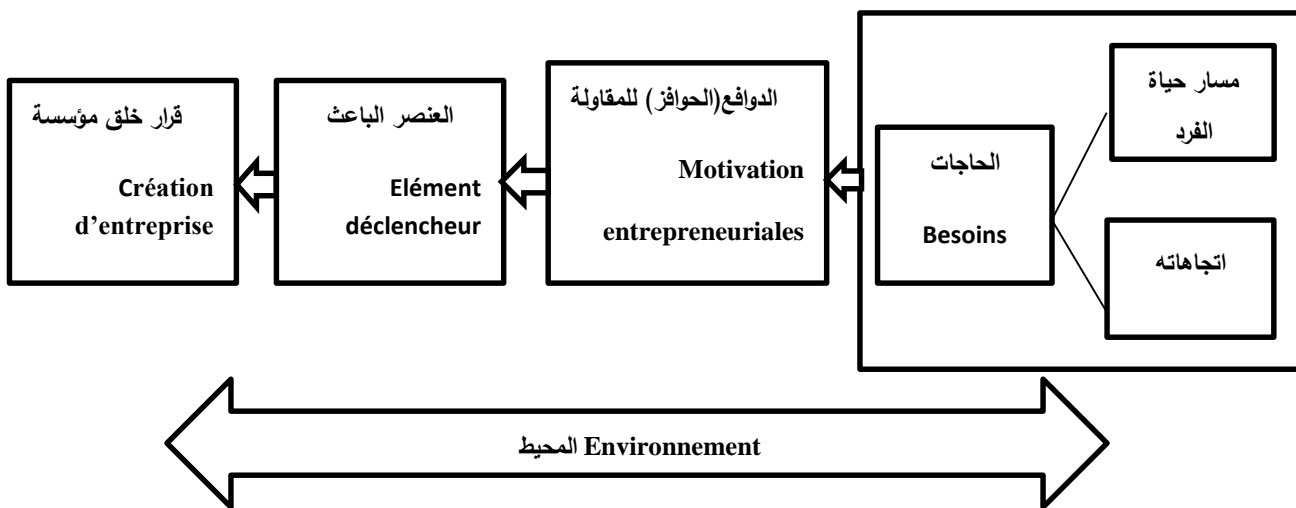 مسار حياة
الفرد
اتجاهاته
الحاجات
Besoins
الدوافع(الحوافز) للمقاولة
Motivation
entrepreneuriales
العنصر الباعث
Elément
déclencheur
قرار خلق مؤسسة
Création
d’entreprise
المحيط Environnement